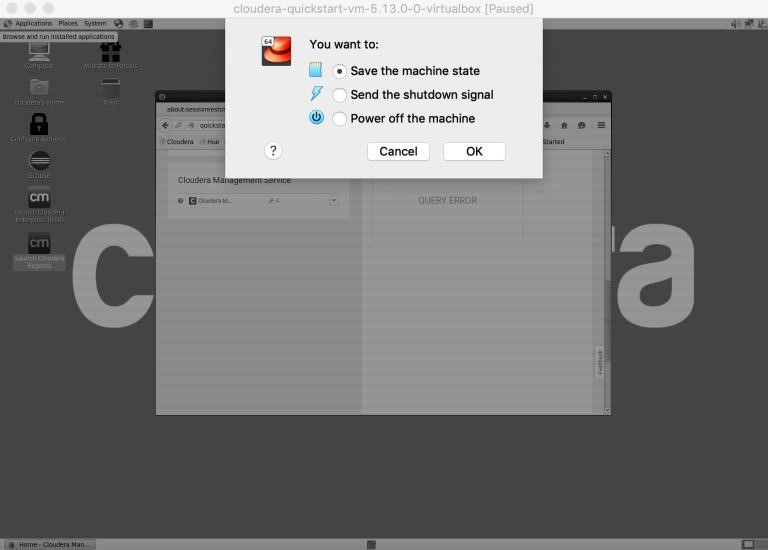 cloudera-quickstart-vm-5.13.0-0-virtualbox [Paused]
Applications Places System
Browse and run installed applications
Computer
Migrate to Parcels
Cloudera's Home
Trash
Configure Kerberos
Eclipse
cm
Launch Cloudera
Enterprise (trial)
cm
Launch Cloudera
Express
64
You want to:
Save the machine state
Send the shutdown signal
Power off the machine
?
Cancel
OK
about:sessionrestor
quicksta
Cloudera
Hue
Started
Cloudera Management Service
C Cloudera M...
4
QUERY ERROR
Feedback
c
a
Home - Cloudera Man...